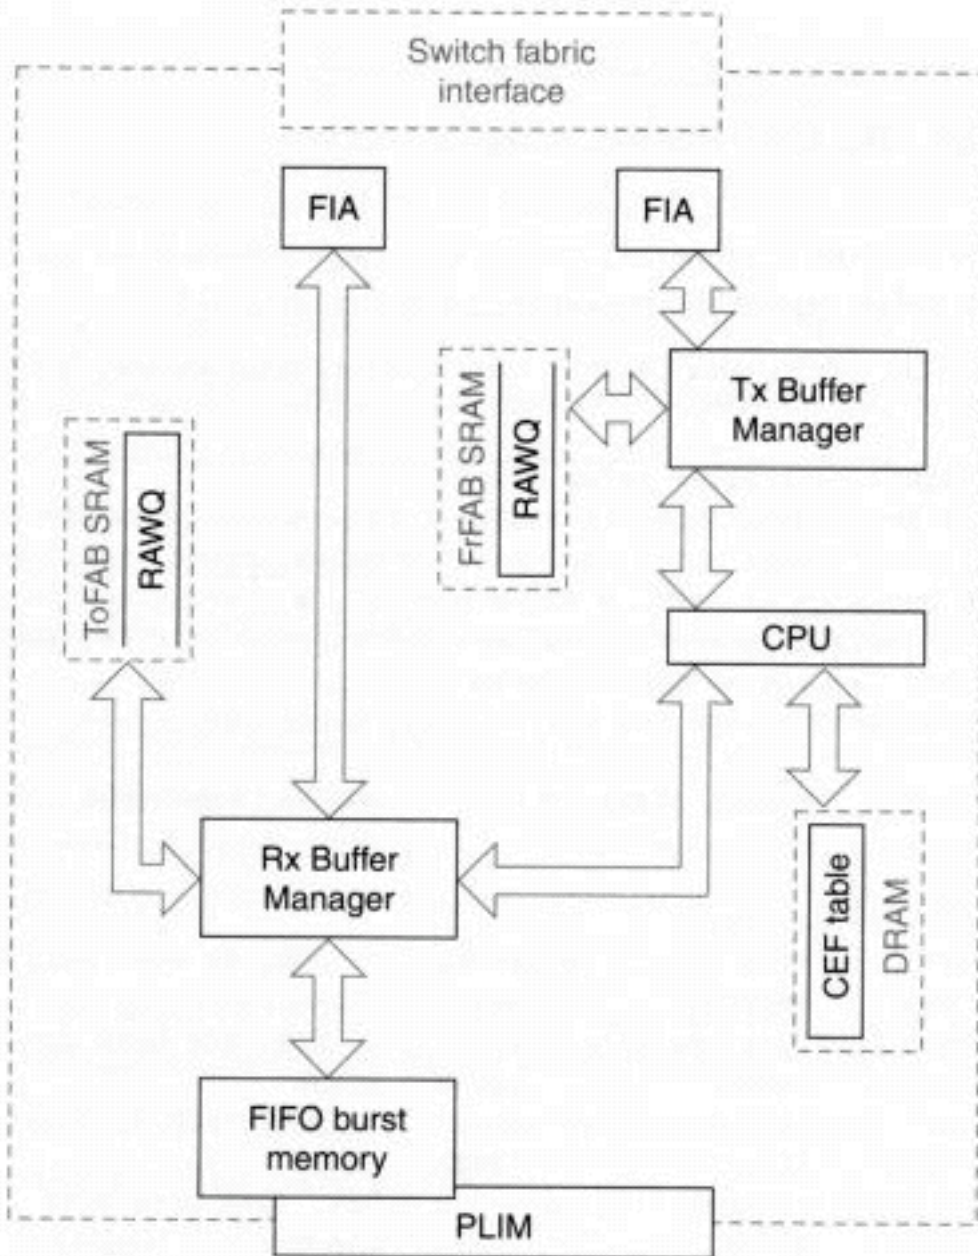 Switch fabric
interface
FIA
FIA
Tx Buffer
Manager
FrFAB SRAM
RAWQ
ToFAB SRAM
RAWQ
CPU
Rx Buffer
Manager
CEF table
DRAM
FIFO burst
memory
PLIM